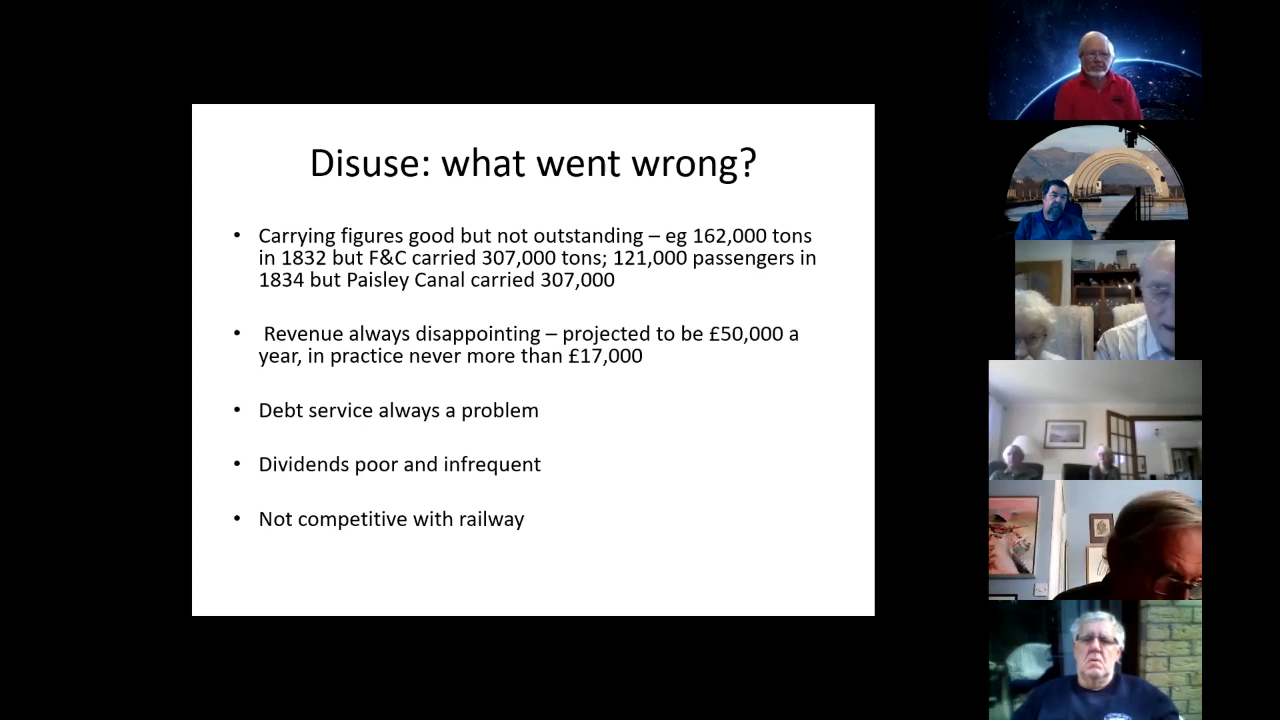 Disuse: what went wrong?
• Carrying figures good but not outstanding – eg 162,000 tons
in 1832 but F&C carried 307,000 tons; 121,000 passengers in
1834 but Paisley Canal carried 307,000
• Revenue always disappointing – projected to be £50,000 a
year, in practice never more than £17,000
• Debt service always a problem
• Dividends poor and infrequent
• Not competitive with railway